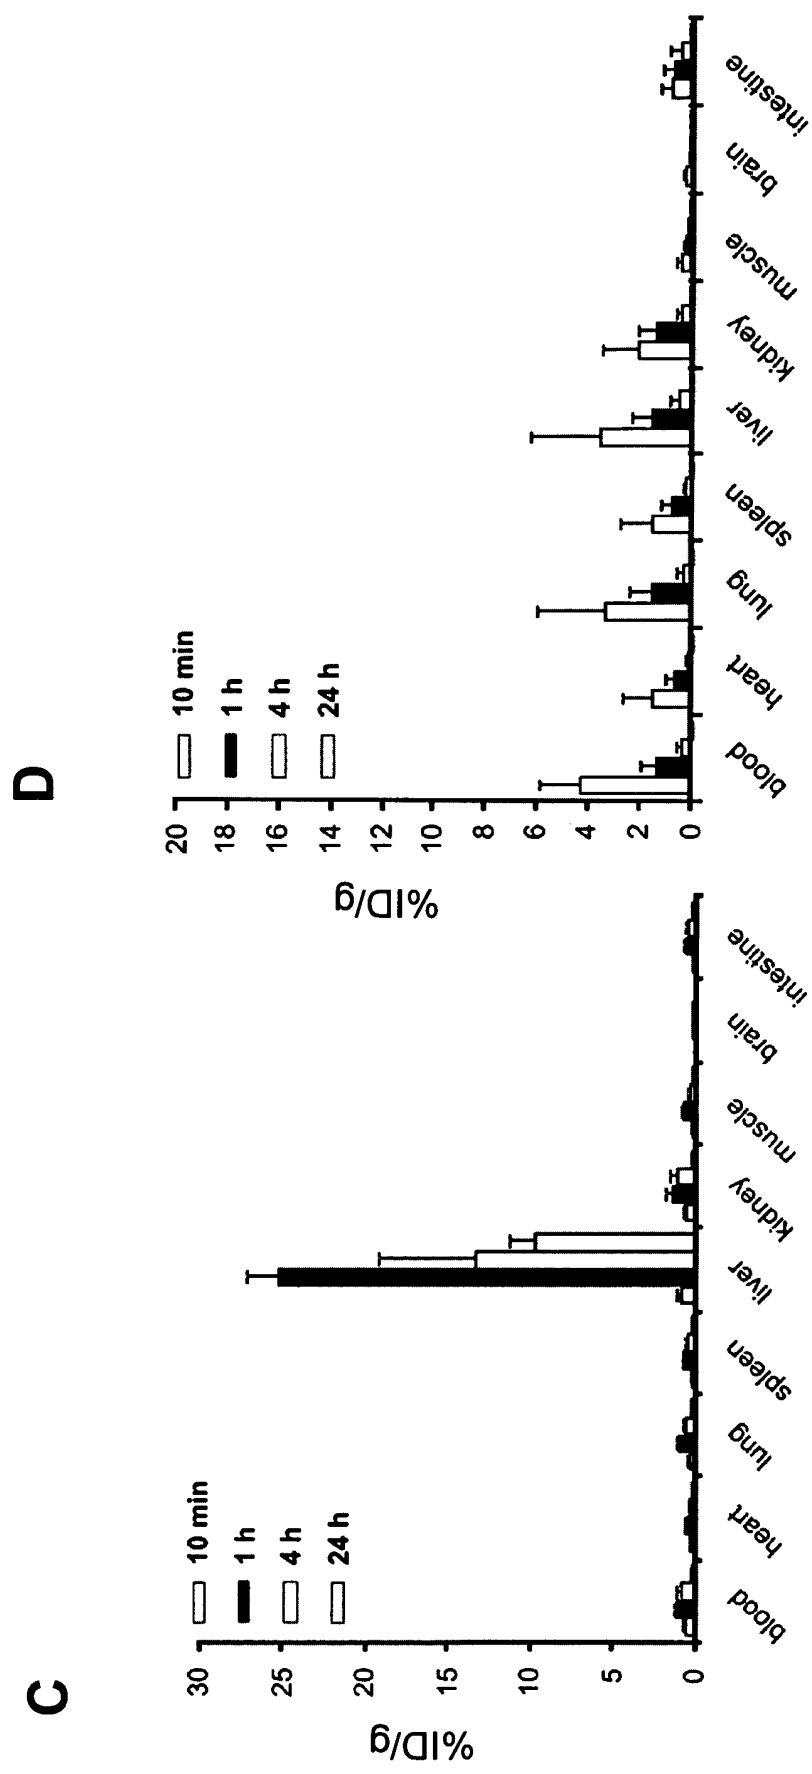 C
%ID/g
30
25
20
15
10
5
0
10 min
1 h
4 h
24 h
blood
heart
lung
spleen
liver
kidney
muscle
brain
intestine
D
%ID/g
20
18
16
14
12
10
8
6
4
2
0
10 min
1 h
4 h
24 h
blood
heart
lung
spleen
liver
kidney
muscle
brain
intestine